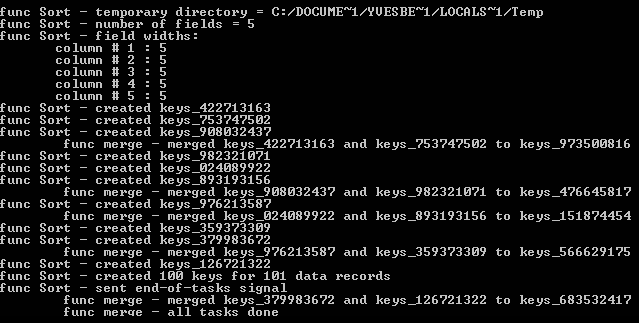 func Sort - temporary directory = C:/DOCUME~1/YVESBE~1/LOCALS~1/Temp
func Sort - number of fields = 5
func Sort - field widths:
column # 1 : 5
column # 2 : 5
column # 3 : 5
column # 4 : 5
column # 5 : 5
func Sort - created keys_422713163
func Sort - created keys_753747502
func Sort - created keys_908032437
func merge - merged keys_422713163 and keys_753747502 to keys_973500816
func Sort - created keys_982321071
func Sort - created keys_024089922
func Sort - created keys_893193156
func merge - merged keys_908032437 and keys_982321071 to keys_476645817
func Sort - created keys_976213587
func merge - merged keys_024089922 and keys_893193156 to keys_151874454
func Sort - created keys_359373309
func Sort - created keys_379983672
func merge - merged keys_976213587 and keys_359373309 to keys_566629175
func Sort - created keys_126721322
func Sort - created 100 keys for 101 data records
func Sort - sent end-of-tasks signal
func merge - merged keys_379983672 and keys_126721322 to keys_683532417
func merge - all tasks done